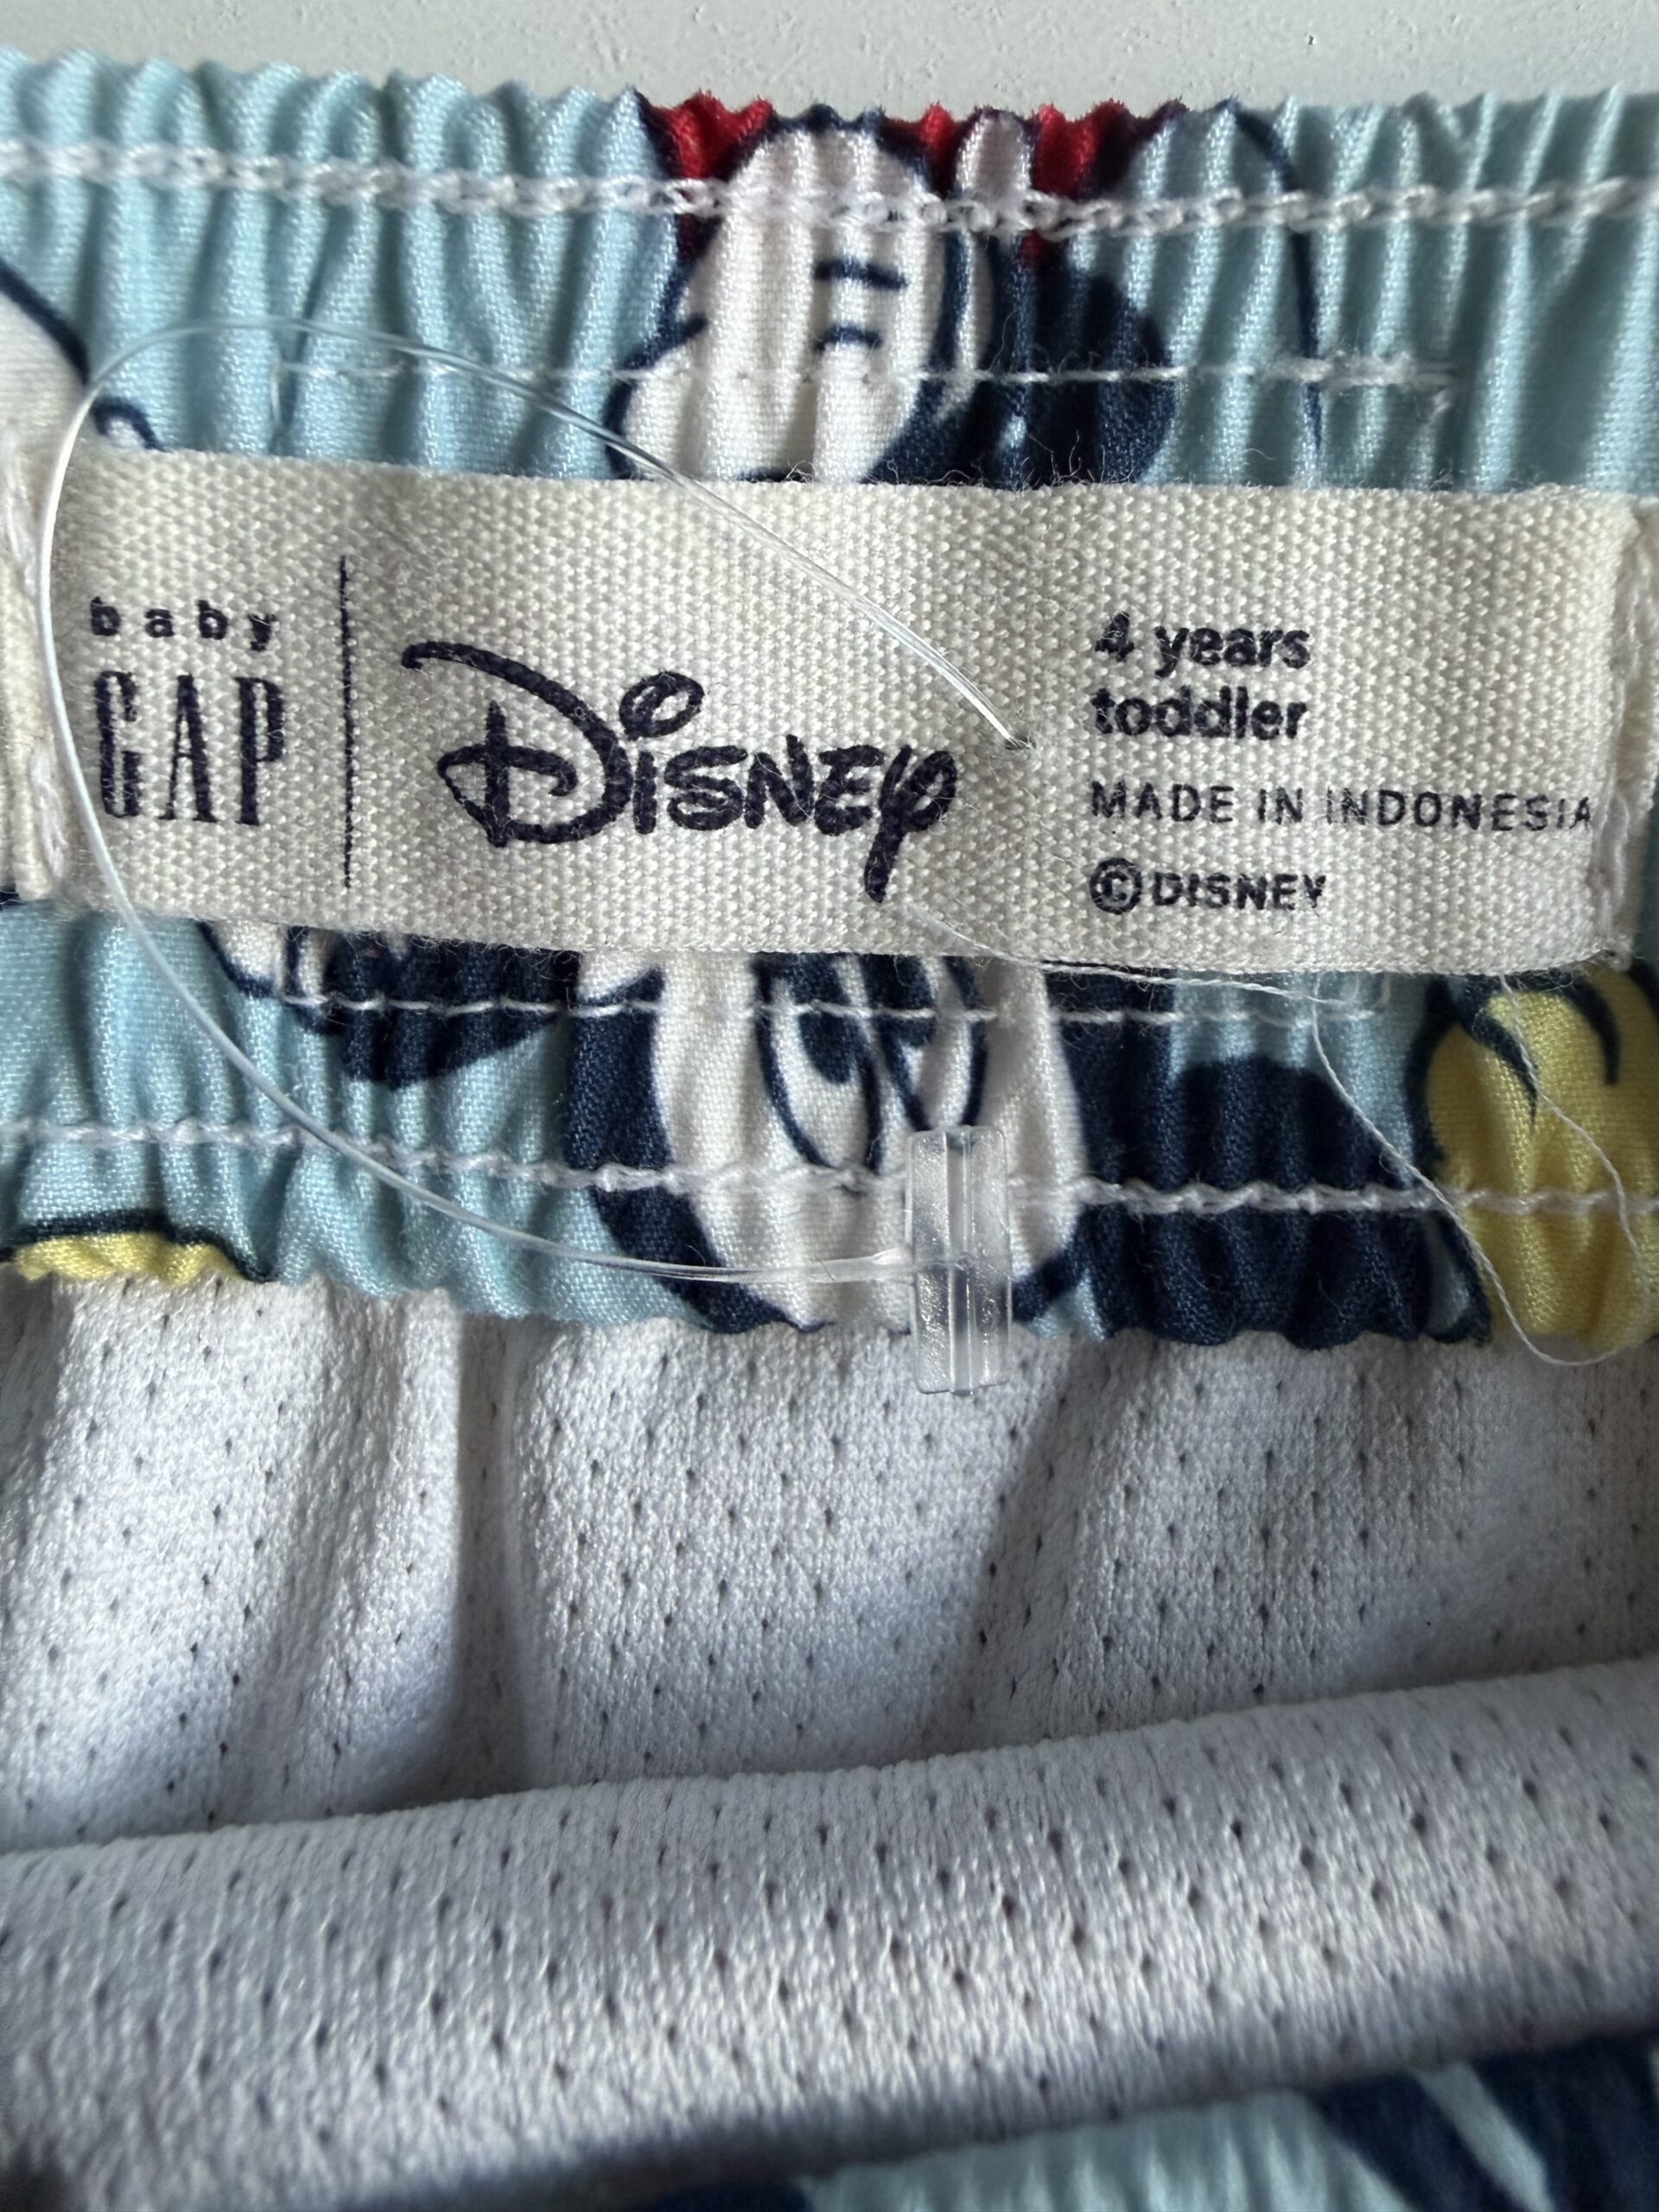 baby
GAP
Disney
4 years
toddler
MADE IN INDONESIA
©DISNEY